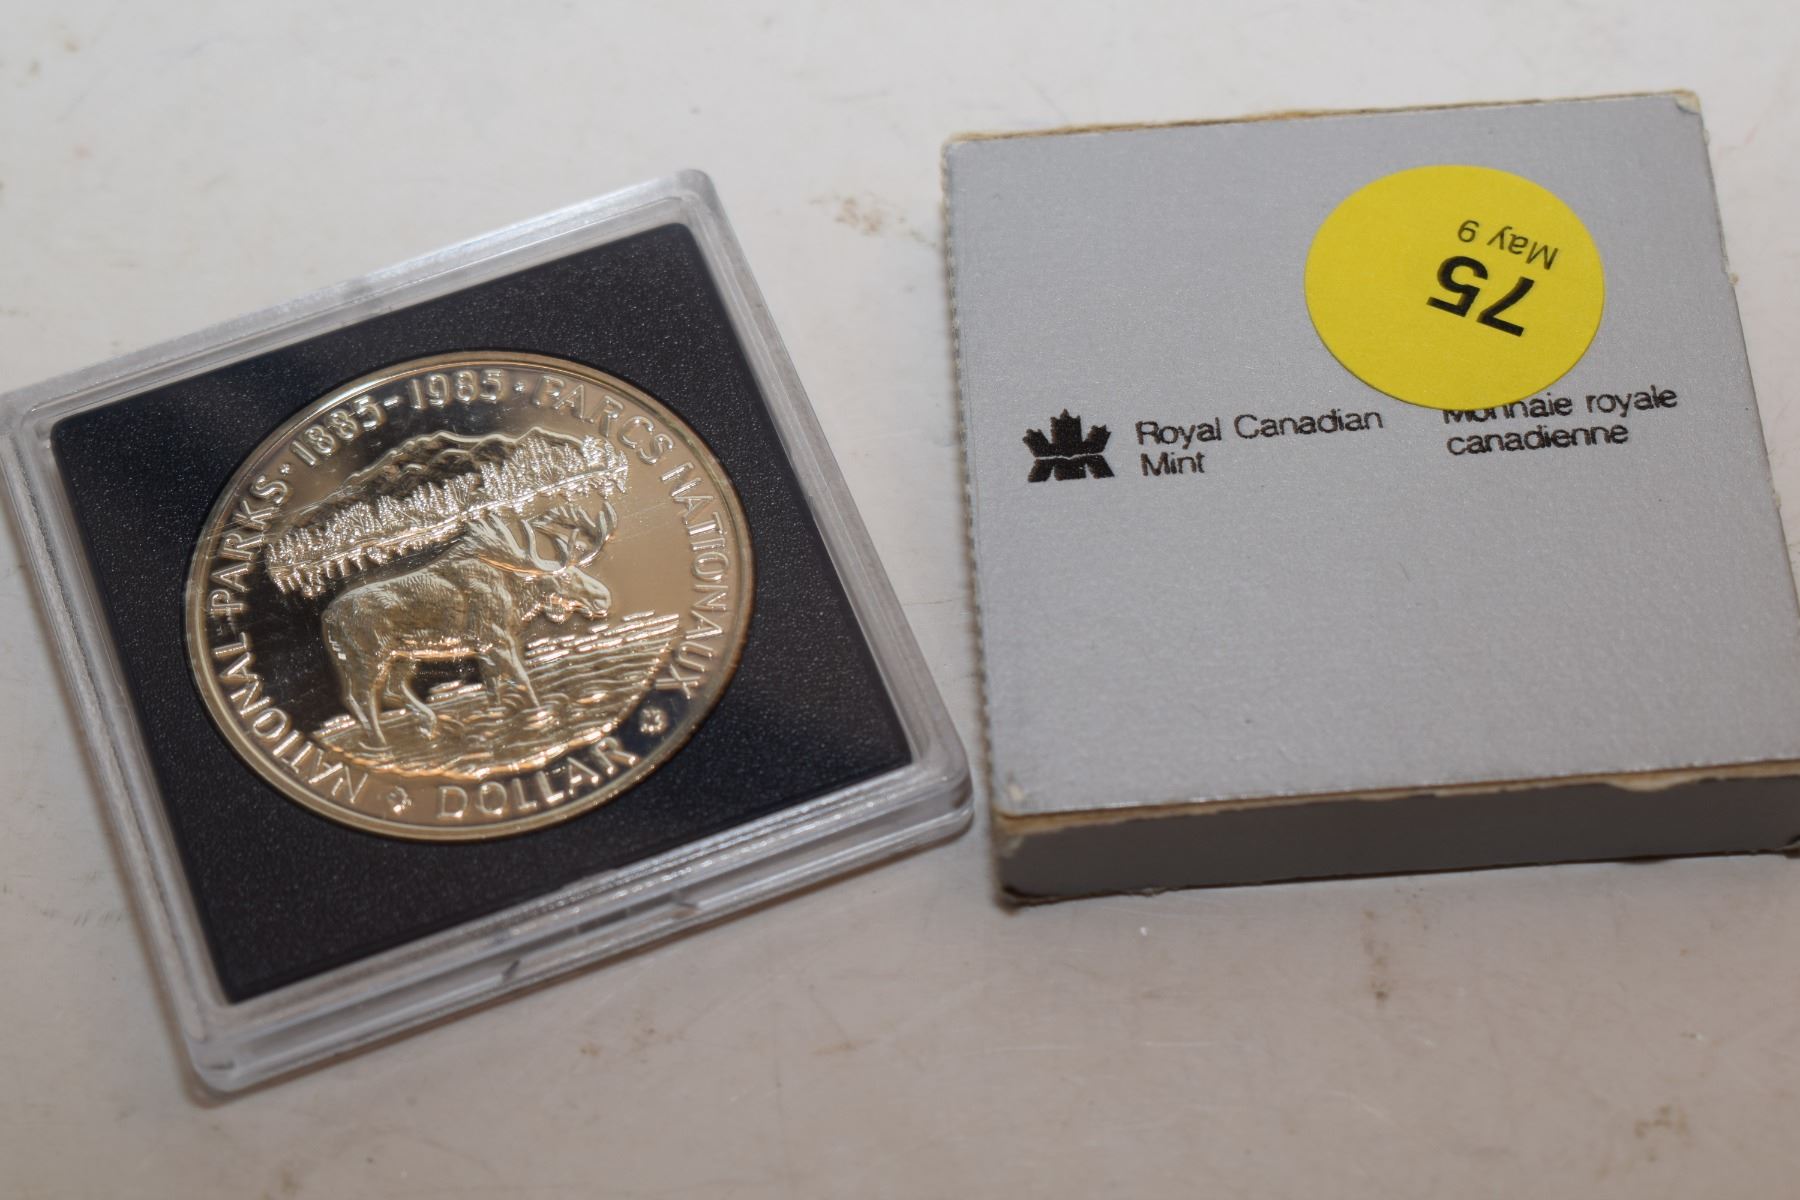 NATIONAL PARKS • 1885-1985 • PARCS NATIONAUX
DOLLAR
75
May 9
Royal Canadian
Mint
Monnaie royale
canadienne